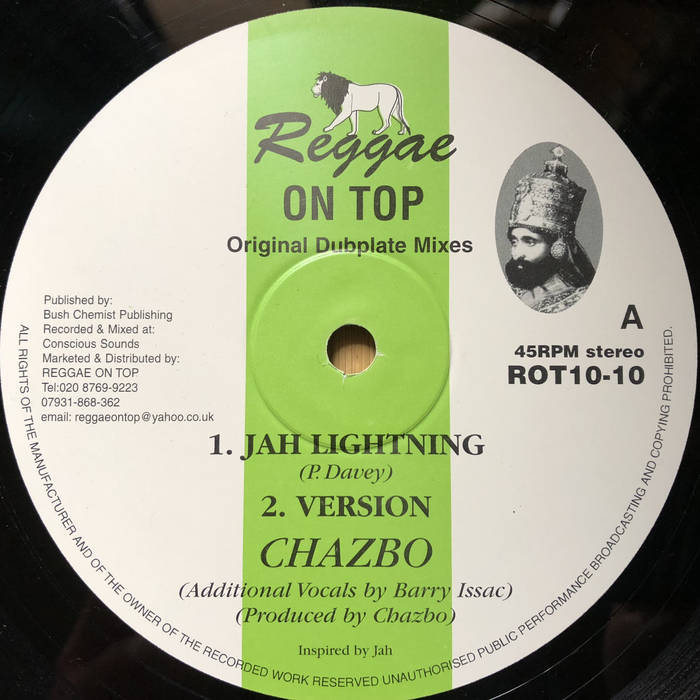 Reggae
ON TOP
Original Dubplate Mixes
Published by:
Bush Chemist Publishing
Recorded & Mixed at:
Conscious Sounds
Marketed & Distributed by:
REGGAE ON TOP
Tel:020 8769-9223
07931-868-362
email: reggaeontop@yahoo.co.uk
A
45RPM stereo
ROT10-10
1. JAH LIGHTNING
(P. Davey)
2. VERSION
CHAZBO
(Additional Vocals by Barry Issac)
(Produced by Chazbo)
Inspired by Jah
ALL RIGHTS OF THE MANUFACTURER AND OF THE OWNER OF THE RECORDED WORK RESERVED UNAUTHORISED PUBLIC PERFORMANCE BROADCASTING AND COPYING PROHIBITED.